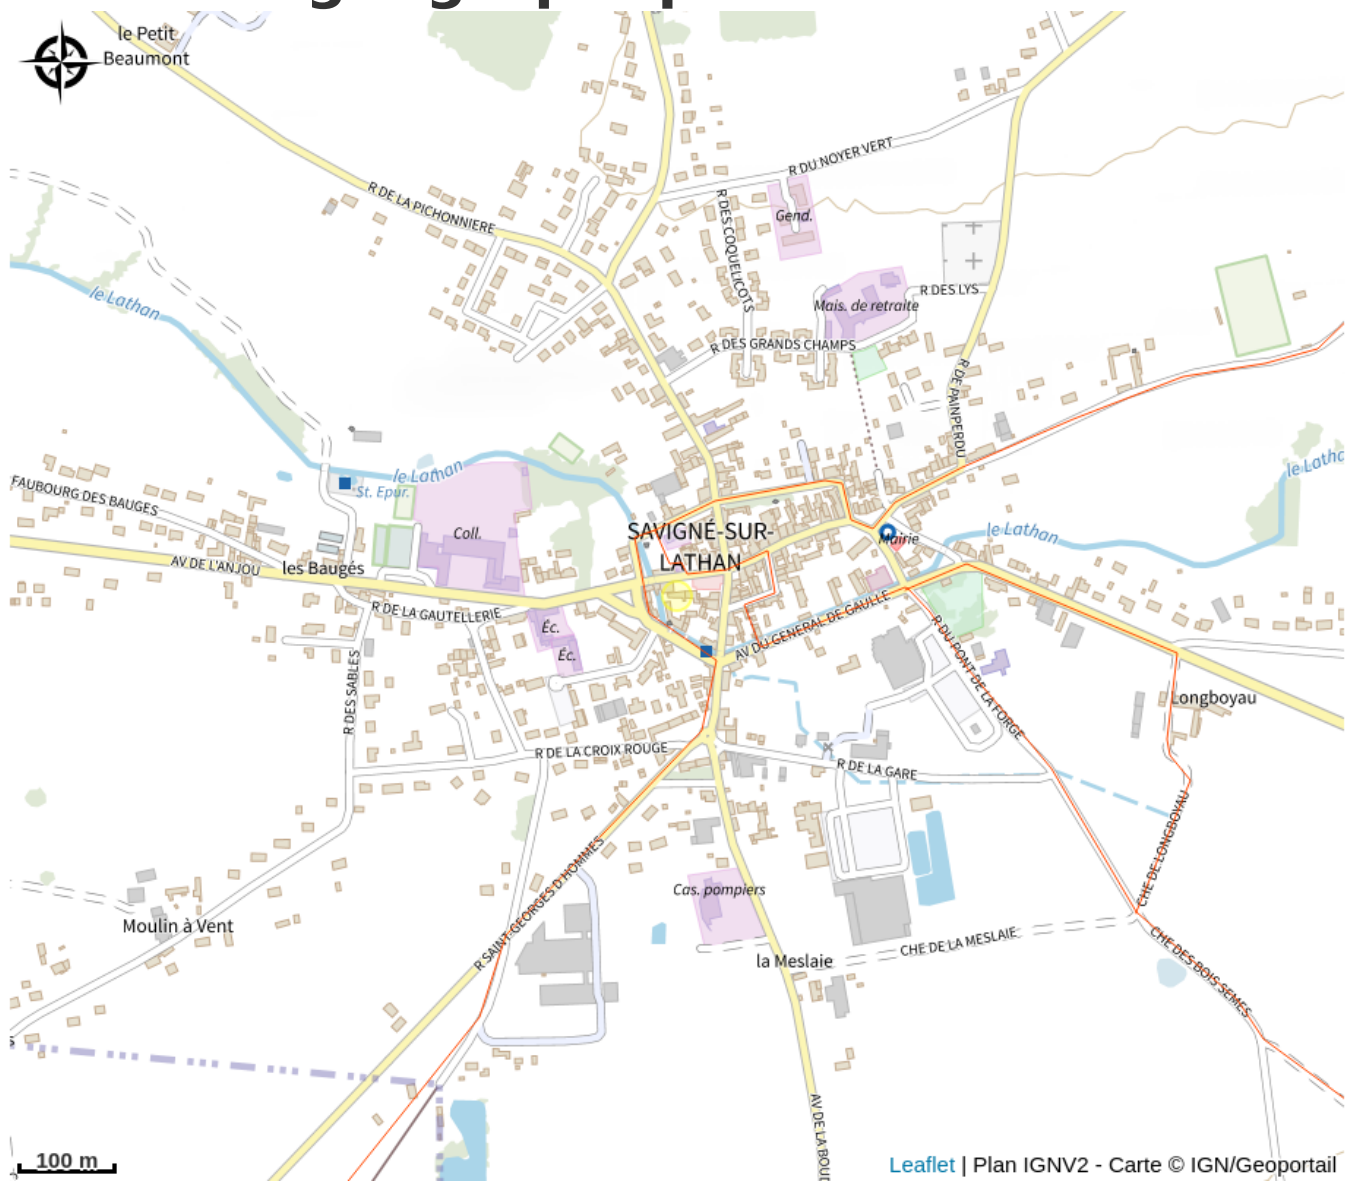 le Petit
Beaumont
R DU NOYER VERT
R DE LA PICHONNIERE
R DES COQUELICOTS
Gend.
le Lathan
R DES LYS
Mais. de retraite
R DES GRANDS CHAMPS
R DE PAINPERDU
le Lathan
St. Epur.
FAUBOURG DES BAUGES
Coll.
SAVIGNÉ-SUR-
LATHAN
Mairie
le Lathan
AV DE L'ANJOU
les Baugés
R DE LA GAUTELLERIE
Éc.
Éc.
AV DU GENERAL DE GAULLE
R DU PONT DE LA FORGE
R DES SABLES
Longboyau
R DE LA CROIX ROUGE
R DE LA GARE
CHE DE LONGBOYAU
R SAINT-GEORGES D HOMMES
Cas. pompiers
Moulin à Vent
la Meslaie
CHE DE LA MESLAIE
CHE DES BOIS SEMES
AV DE LA BOUD
100 m
Leaflet | Plan IGNV2 - Carte © IGN/Geoportail